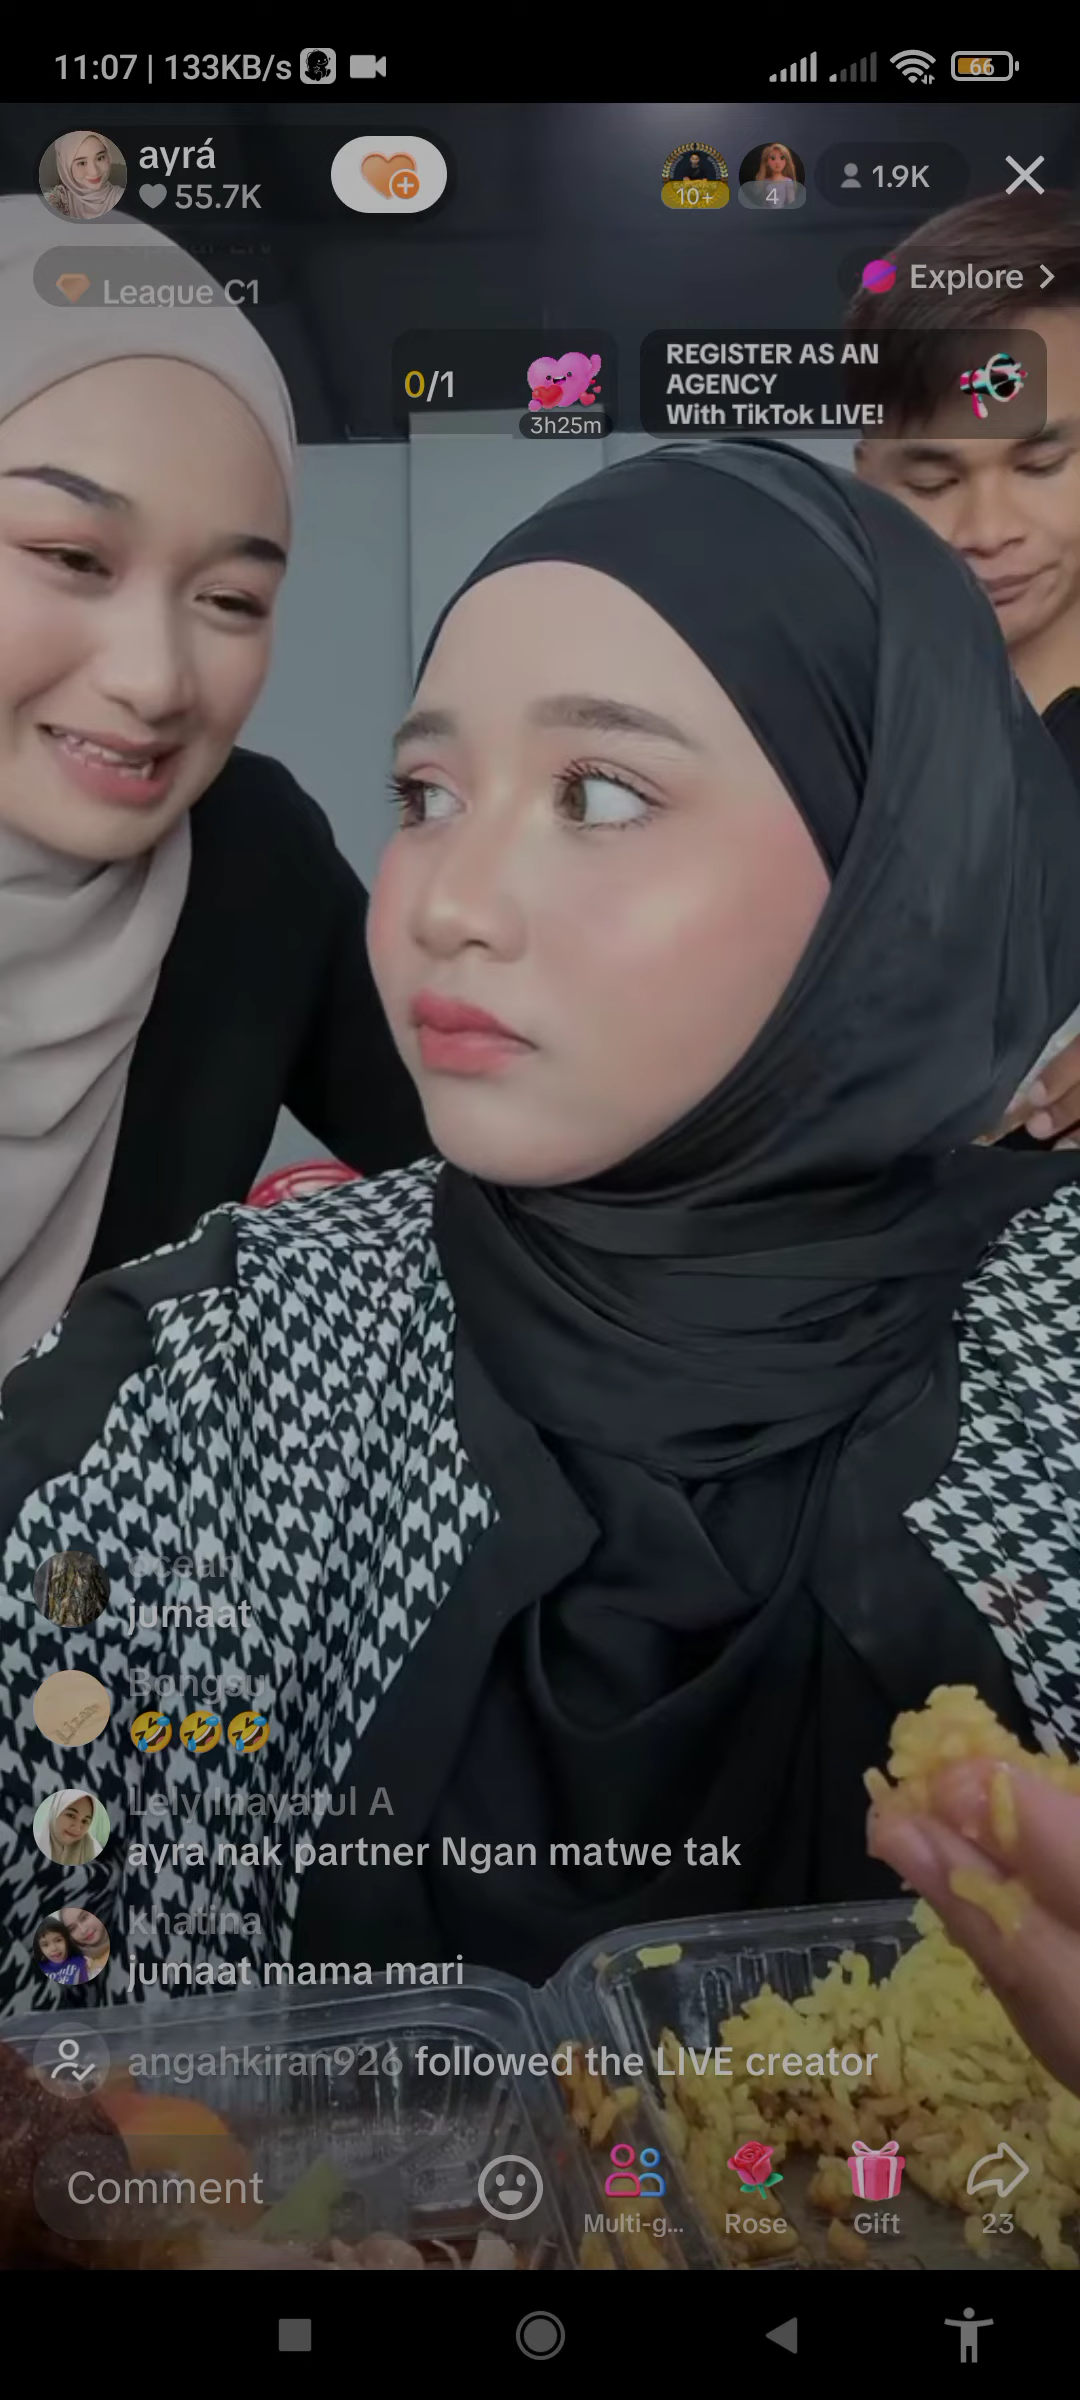 11:07 | 133KB/s
66
ayrá
55.7K
10+
4
1.9K
League C1
Explore
0/1
3h25m
REGISTER AS AN
AGENCY
With TikTok LIVE!
ocean
jumaat
Bongsu
🤣🤣🤣
Lely Inayatul A
ayra nak partner Ngan matwe tak
khatina
jumaat mama mari
angahkiran926 followed the LIVE creator
Comment
Multi-g...
Rose
Gift
23